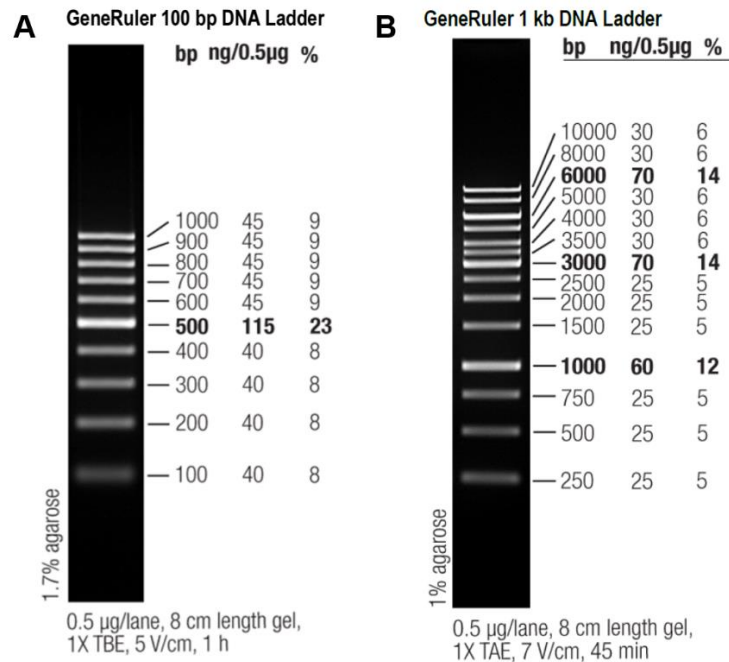 A
GeneRuler 100 bp DNA Ladder
bp ng/0.5µg %
1000 45 9
900 45 9
800 45 9
700 45 9
600 45 9
500 115 23
400 40 8
300 40 8
200 40 8
100 40 8
1.7% agarose
0.5 µg/lane, 8 cm length gel,
1X TBE, 5 V/cm, 1 h
B
GeneRuler 1 kb DNA Ladder
bp ng/0.5µg %
10000 30 6
8000 30 6
6000 70 14
5000 30 6
4000 30 6
3500 30 6
3000 70 14
2500 25 5
2000 25 5
1500 25 5
1000 60 12
750 25 5
500 25 5
250 25 5
1% agarose
0.5 µg/lane, 8 cm length gel,
1X TAE, 7 V/cm, 45 min